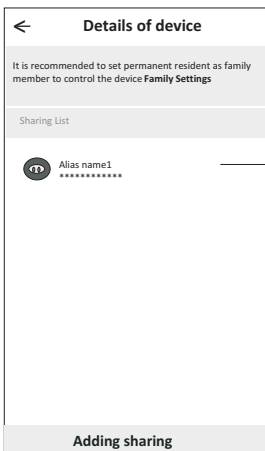 Details of device
It is recommended to set permanent resident as family
member to control the device Family Settings
Sharing List
Alias name1
************
Adding sharing